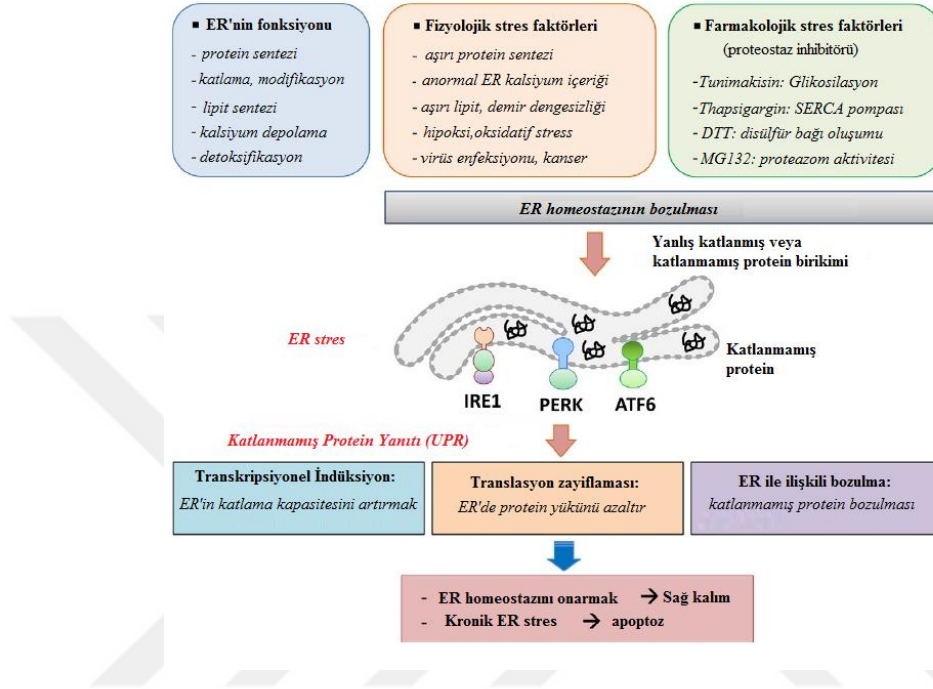 ▪ ER'nin fonksiyonu
- protein sentezi
- katlama, modifikasyon
- lipit sentezi
- kalsiyum depolama
- detoksifikasyon
▪ Fizyolojik stres faktörleri
- aşırı protein sentezi
- anormal ER kalsiyum içeriği
- aşırı lipit, demir dengesizliği
- hipoksi,oksidatif stress
- virüs enfeksiyonu, kanser
▪ Farmakolojik stres faktörleri
(proteostaz inhibitörü)
-Tunimakisin: Glikosilasyon
-Thapsigargin: SERCA pompası
- DTT: disülfür bağı oluşumu
- MG132: proteazom aktivitesi
ER homeostazının bozulması
Yanlış katlanmış veya
katlanmamış protein birikimi
ER stres
Katlanmamış
protein
IRE1
PERK
ATF6
Katlanmamış Protein Yanıtı (UPR)
Transkripsiyonel İndüksiyon:
ER'in katlama kapasitesini artırmak
Translasyon zayiflaması:
ER'de protein yükünü azaltır
ER ile ilişkili bozulma:
katlanmamış protein bozulması
- ER homeostazını onarmak → Sağ kalım
- Kronik ER stres → apoptoz